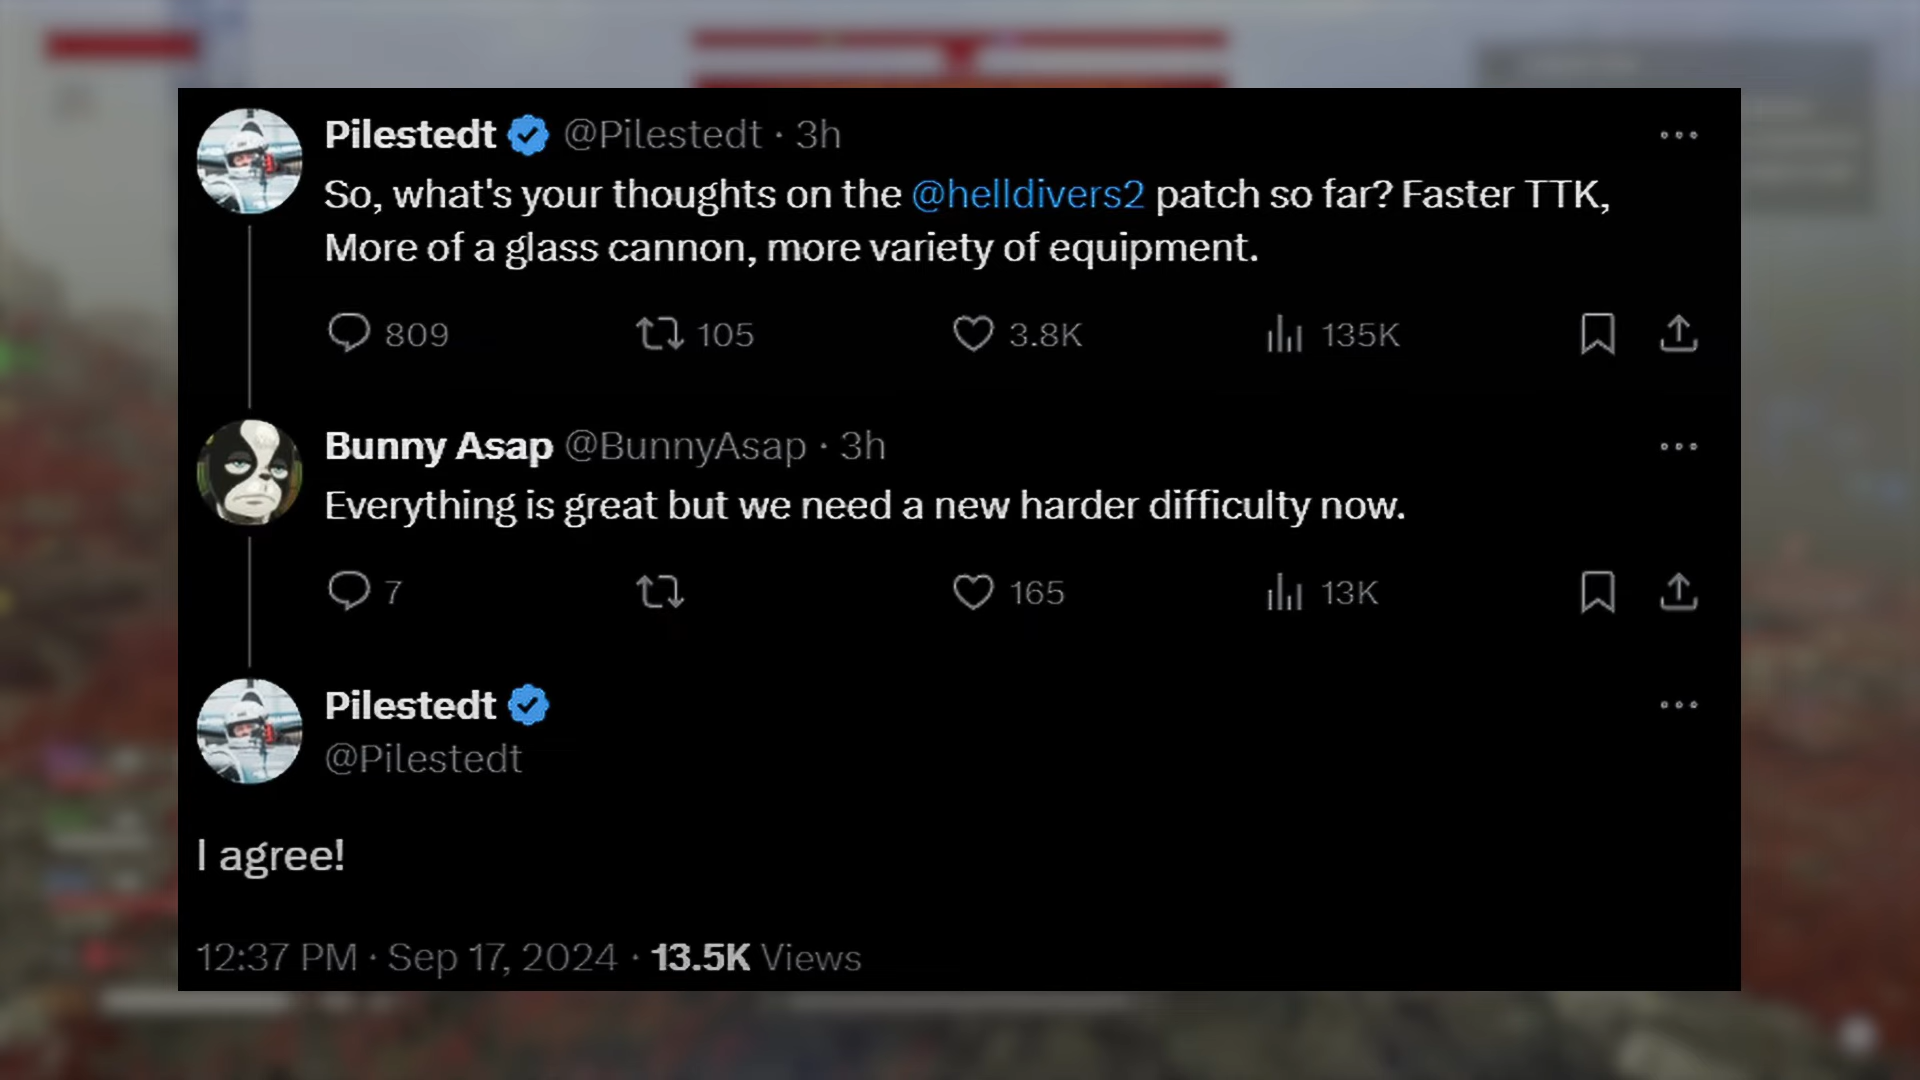 Pilestedt @Pilestedt · 3h
So, what's your thoughts on the @helldivers2 patch so far? Faster TTK,
More of a glass cannon, more variety of equipment.
809 105 3.8K 135K
Bunny Asap @BunnyAsap · 3h
Everything is great but we need a new harder difficulty now.
7 165 13K
Pilestedt
@Pilestedt
I agree!
12:37 PM · Sep 17, 2024 · 13.5K Views